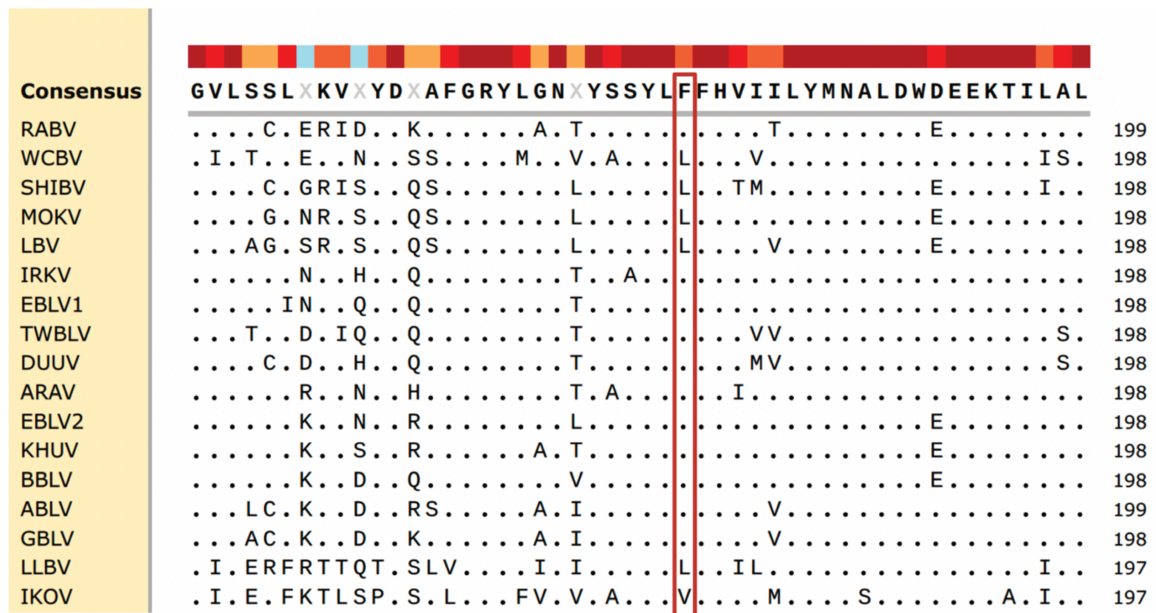 Consensus GVLSSLXKVXYDXAFGRYLGNXYSSYLFFHVIILYMNALDWDEEKTILAL
RABV ....C.ERID..K......A.T..........T........E........ 199
WCBV .I.T..E..N..SS....M..V.A...L...V...............IS. 198
SHIBV ....C.GRIS..QS.......L.....L..TM.........E.....I.. 198
MOKV ....G.NR.S..QS.......L.....L.............E........ 198
LBV ...AG.SR.S..QS.......L.....L....V........E........ 198
IRKV ......N..H..Q........T..A......................... 198
EBLV1 .....IN..Q..Q........T............................ 198
TWBLV ...T..D.IQ..Q........T.........VV...............S. 198
DUUV ....C.D..H..Q........T.........MV...............S. 198
ARAV ......R..N..H........T.A......I................... 198
EBLV2 ......K..N..R........L...................E........ 198
KHUV ......K..S..R......A.T...................E........ 198
BBLV ......K..D..Q........V...................E........ 198
ABLV ...LC.K..D..RS.....A.I..........V................. 199
GBLV ...AC.K..D..K......A.I..........V................. 198
LLBV .I.ERFRTTQT.SLV....I.I.....L..IL...............I.. 197
IKOV .I.E.FKTLSP.S.L...FV.V.A...V....M....S.......A.I.. 197